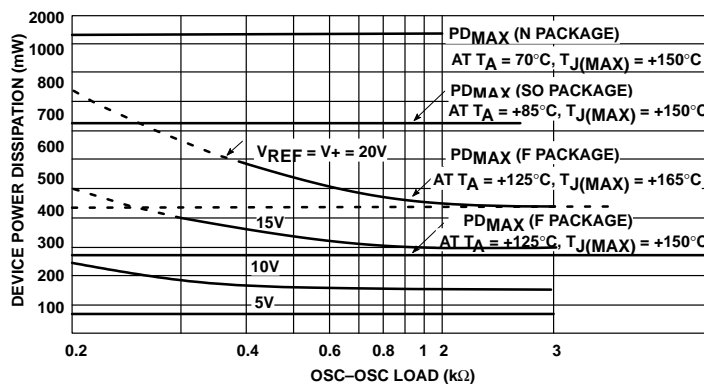 2000
1000
800
700
600
500
400
300
200
100
DEVICE POWER DISSIPATION (mW)
PDMAX (N PACKAGE)
AT TA = 70°C, TJ(MAX) = +150°C
PDMAX (SO PACKAGE)
AT TA = +85°C, TJ(MAX) = +150°C
VREF = V+ = 20V
PDMAX (F PACKAGE)
AT TA = +125°C, TJ(MAX) = +165°C
15V
PDMAX (F PACKAGE)
AT TA = +125°C, TJ(MAX) = +150°C
10V
5V
0.2 0.4 0.6 0.8 1 2 3
OSC–OSC LOAD (kΩ)